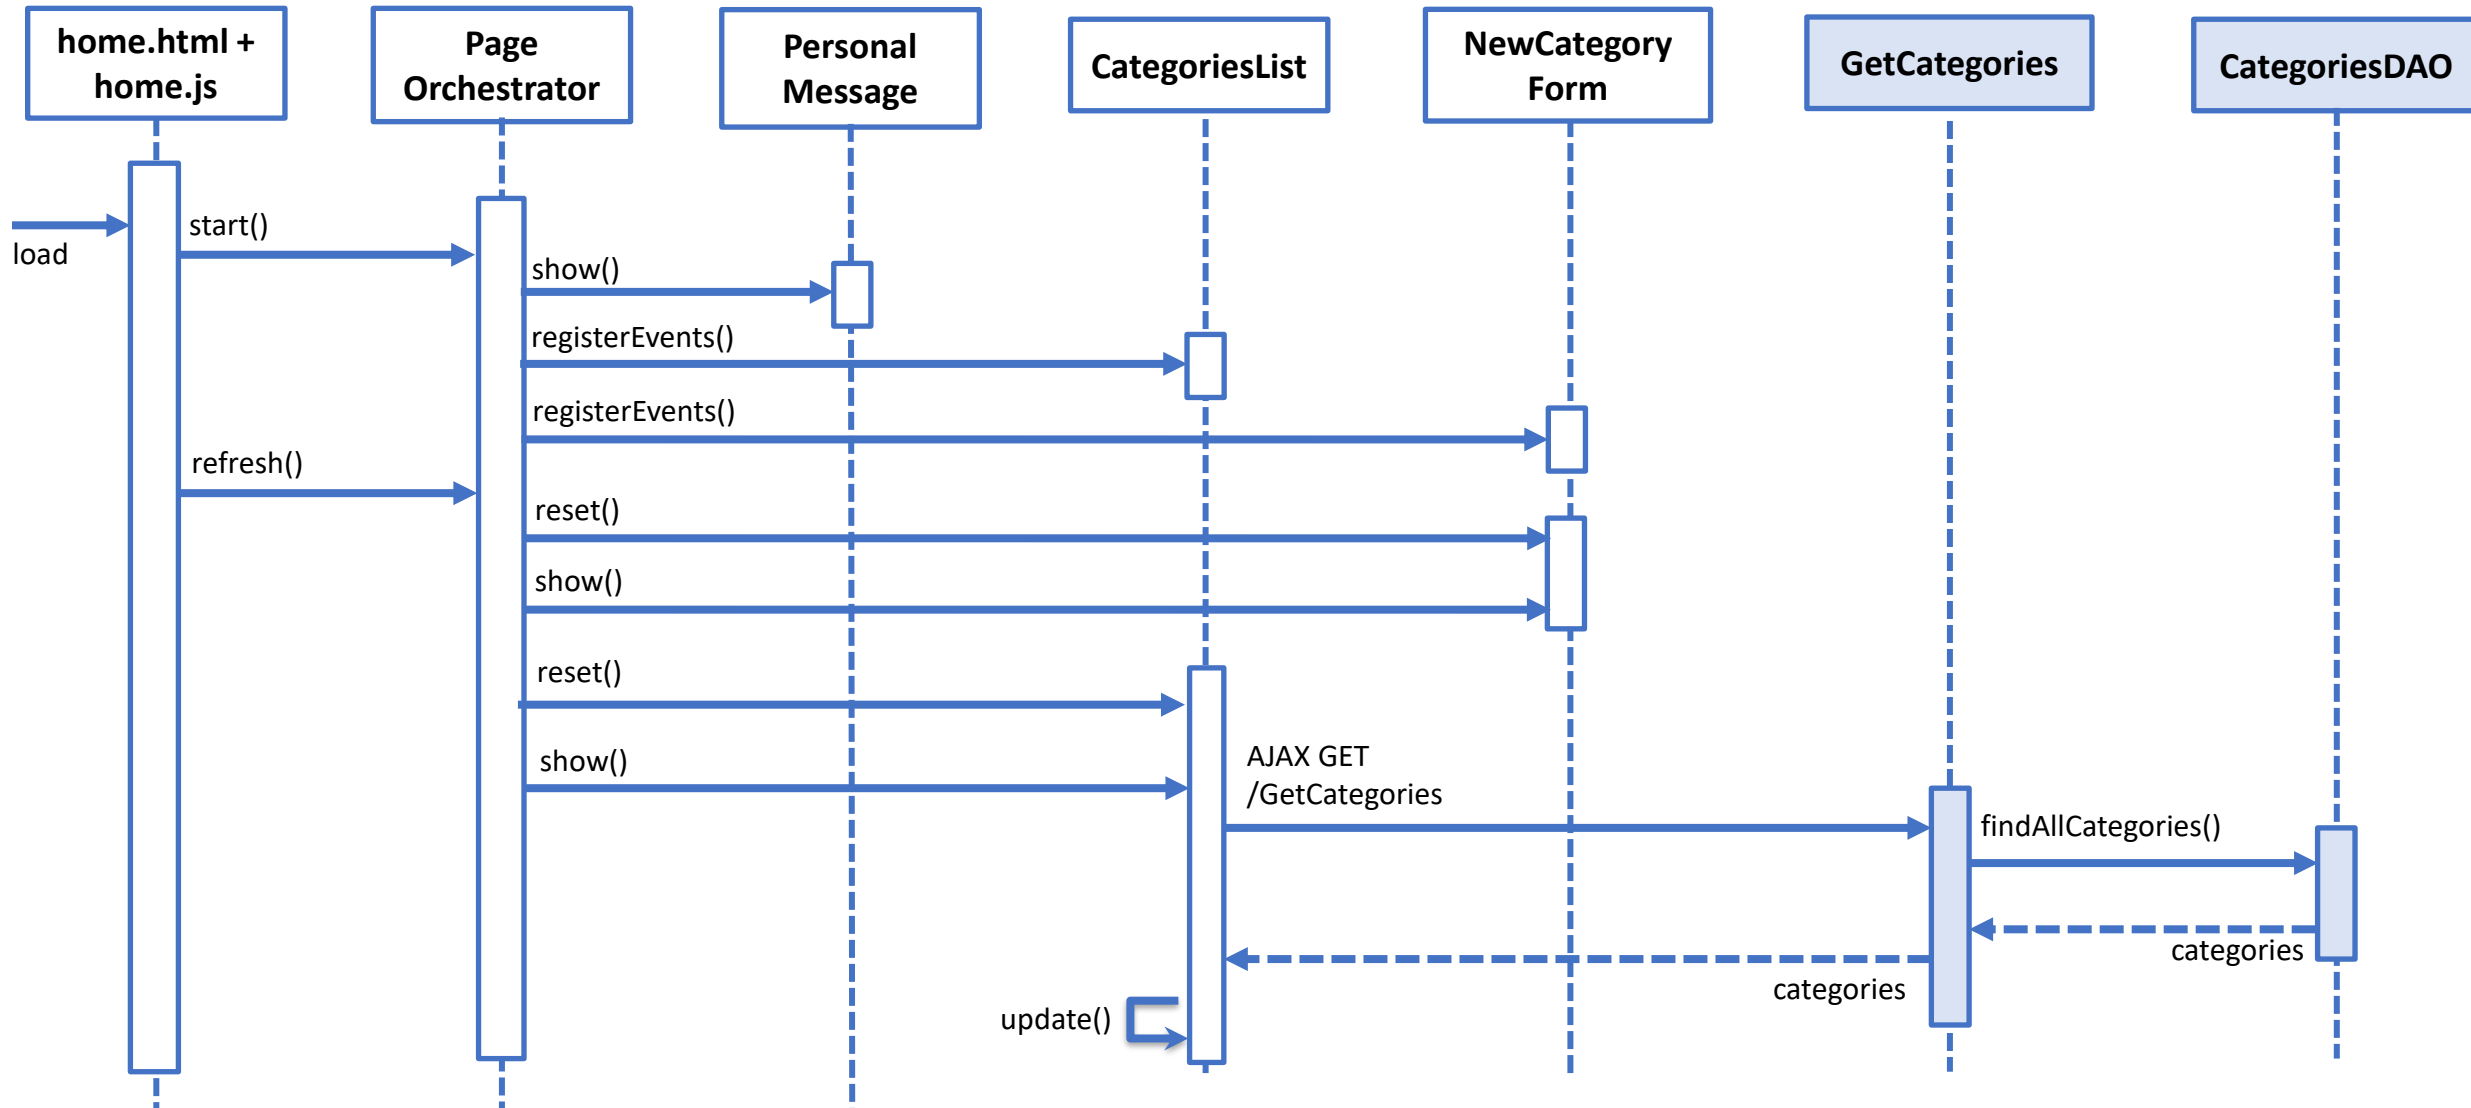 home.html +
home.js
Page
Orchestrator
Personal
Message
CategoriesList
NewCategory
Form
GetCategories
CategoriesDAO
load
start()
show()
registerEvents()
registerEvents()
refresh()
reset()
show()
reset()
show()
AJAX GET
/GetCategories
findAllCategories()
categories
categories
update()